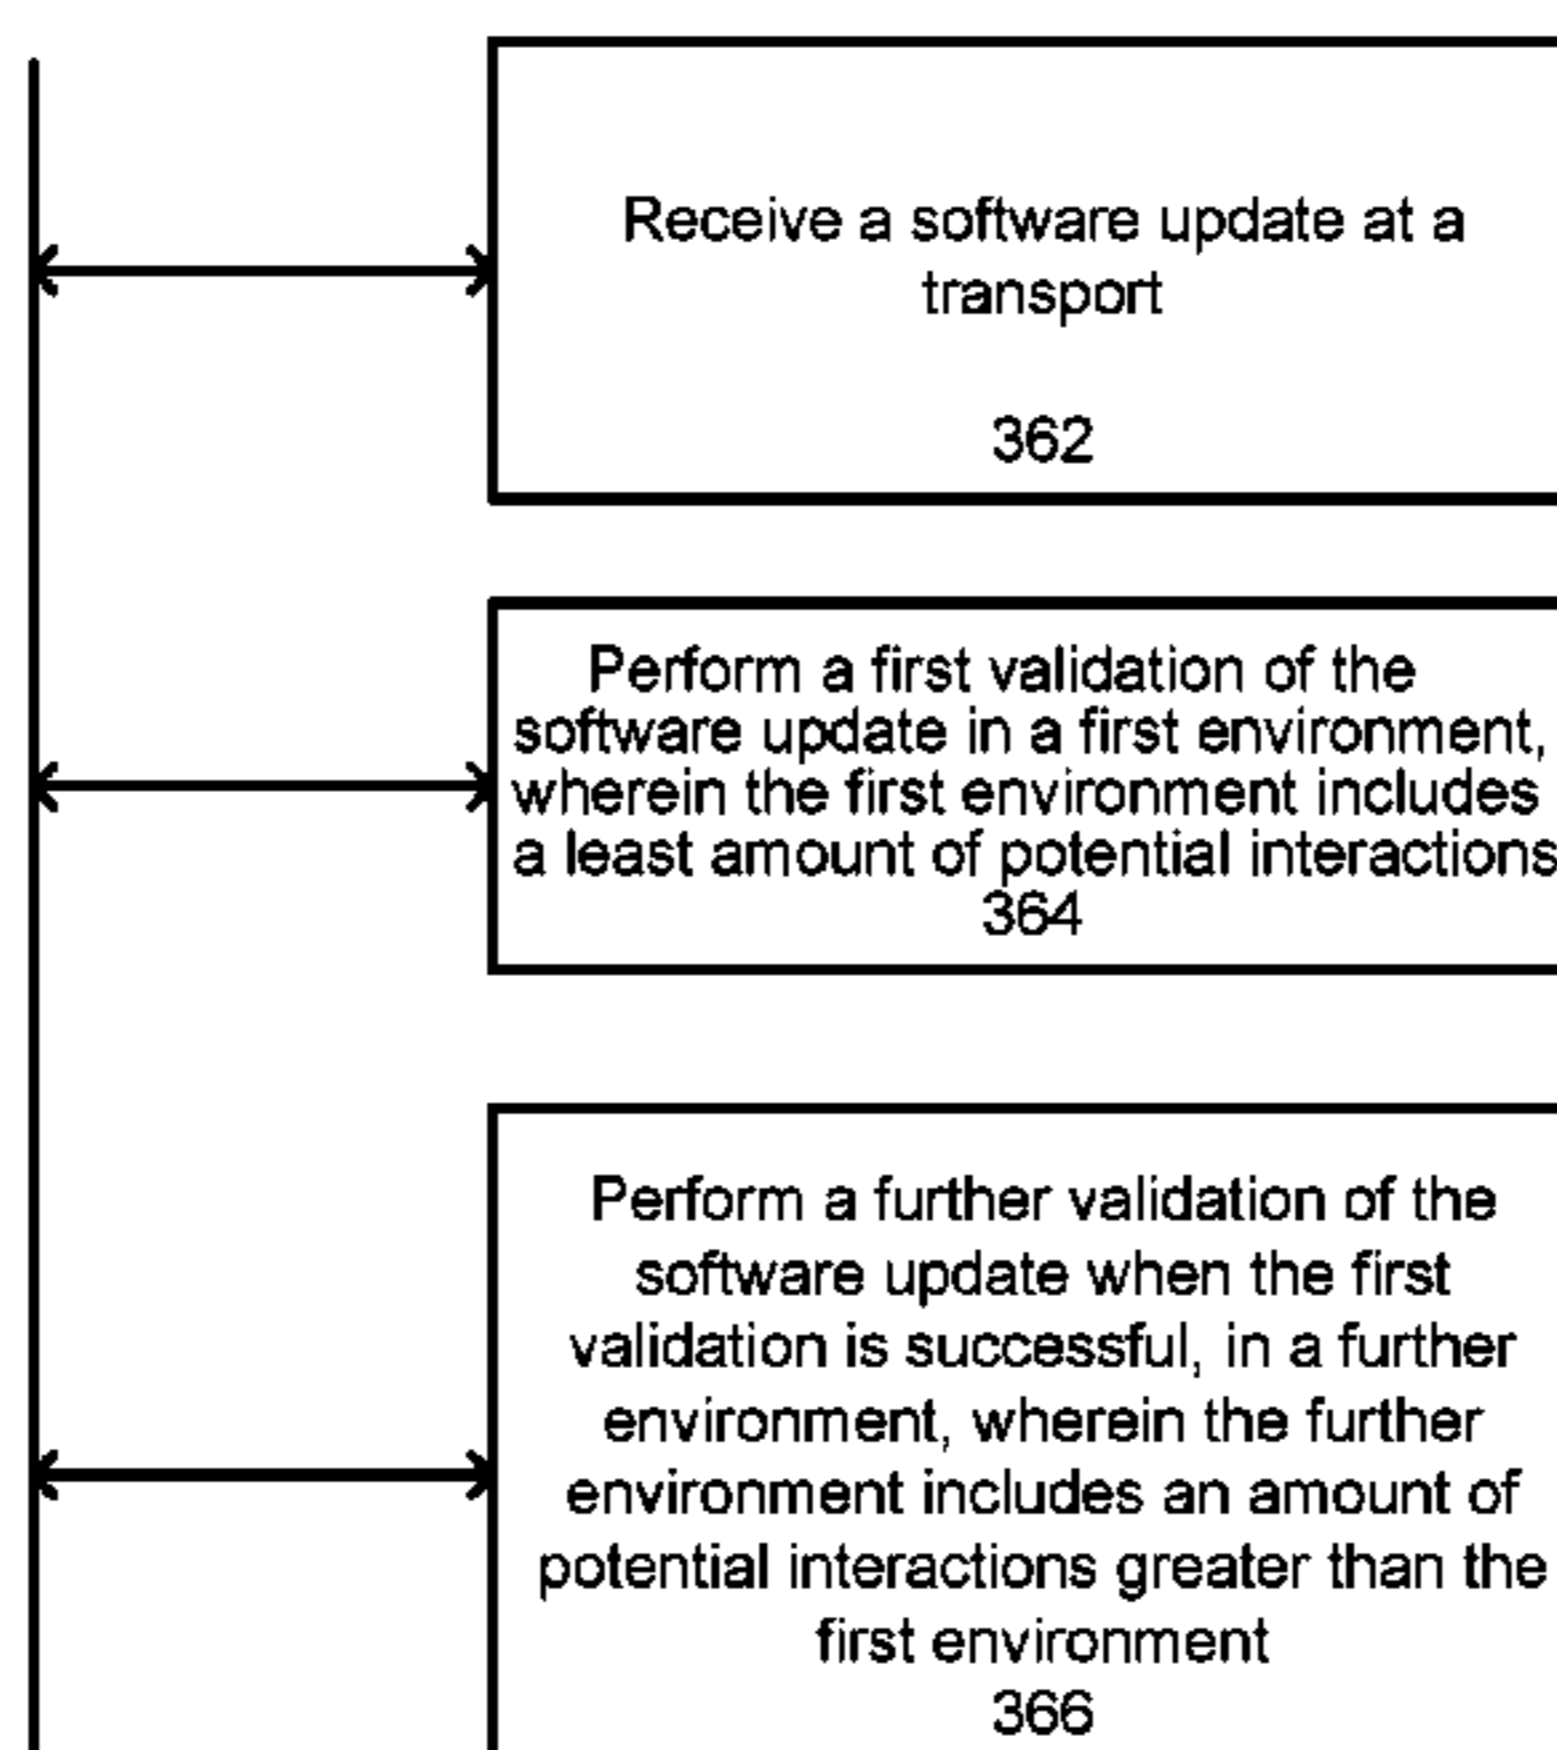 Receive a software update at a
transport
362
Perform a first validation of the
software update in a first environment,
wherein the first environment includes
a least amount of potential interactions
364
Perform a further validation of the
software update when the first
validation is successful, in a further
environment, wherein the further
environment includes an amount of
potential interactions greater than the
first environment
366